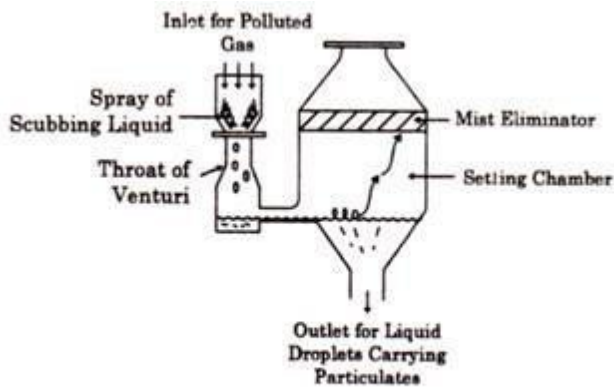 Inlet for Polluted
Gas
Spray of
Scubbing Liquid
Throat of
Venturi
Mist Eliminator
Setling Chamber
Outlet for Liquid
Droplets Carrying
Particulates